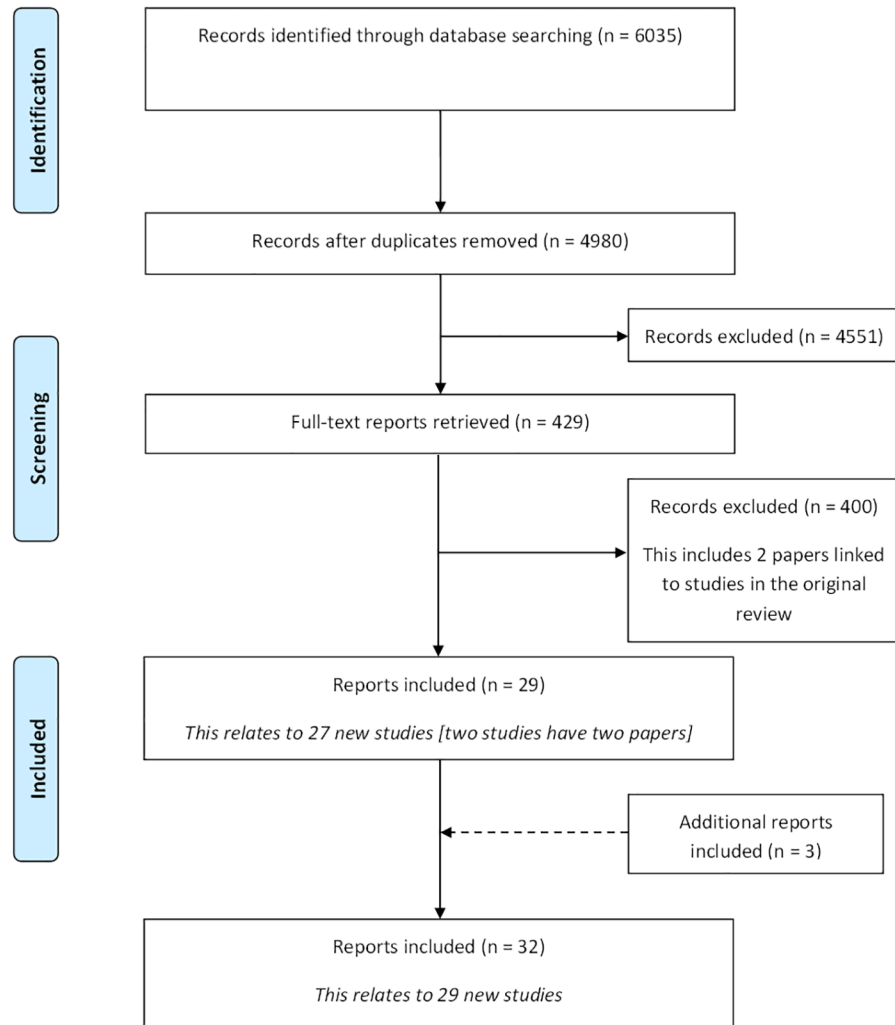 Identification
Records identified through database searching (n = 6035)
Records after duplicates removed (n = 4980)
Records excluded (n = 4551)
Screening
Full-text reports retrieved (n = 429)
Records excluded (n = 400)
This includes 2 papers linked
to studies in the original
review
Included
Reports included (n = 29)
This relates to 27 new studies [two studies have two papers]
Additional reports
included (n = 3)
Reports included (n = 32)
This relates to 29 new studies